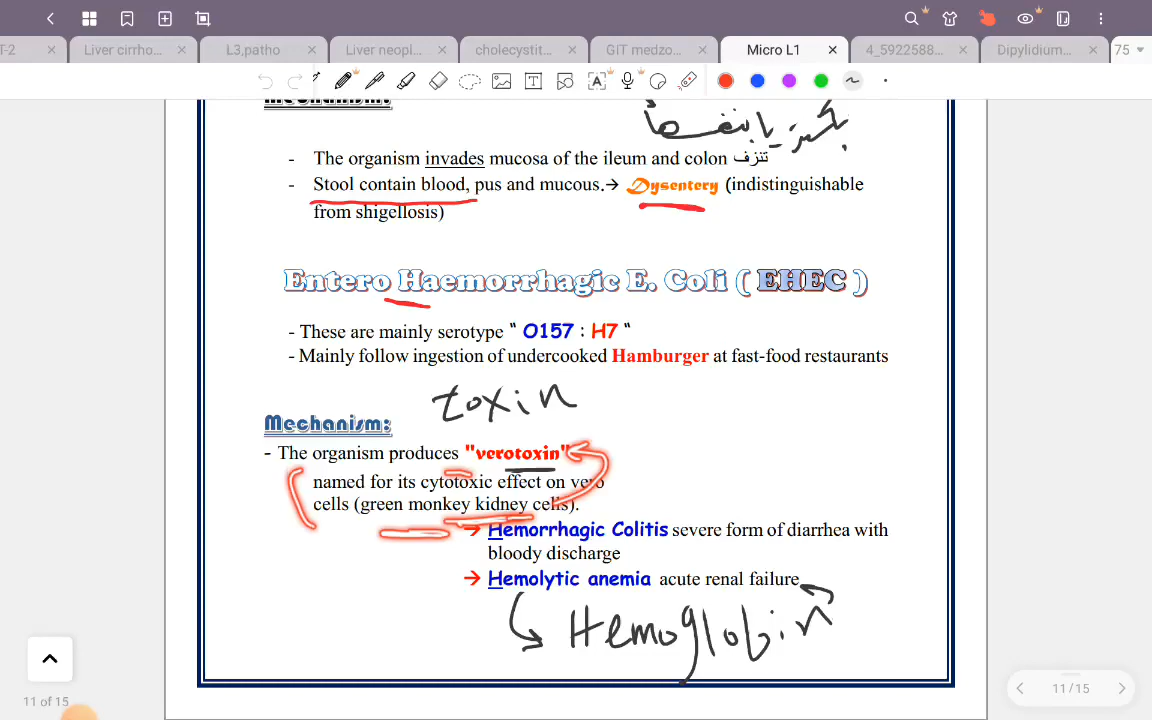 T-2
Liver cirrho...
L3,patho
Liver neopl...
cholecystit...
GIT medzo...
Micro L1
4_5922588...
Dipylidium...
75
Mechanism:
- The organism invades mucosa of the ileum and colon تنزف
- Stool contain blood, pus and mucous.→ Dysentery (indistinguishable
from shigellosis)
Entero Haemorrhagic E. Coli ( EHEC )
- These are mainly serotype " O157 : H7 "
- Mainly follow ingestion of undercooked Hamburger at fast-food restaurants
toxin
Mechanism:
- The organism produces "verotoxin"
named for its cytotoxic effect on vero
cells (green monkey kidney cells).
→ Hemorrhagic Colitis severe form of diarrhea with
bloody discharge
→ Hemolytic anemia acute renal failure
Hemoglobin
11 of 15
11/15